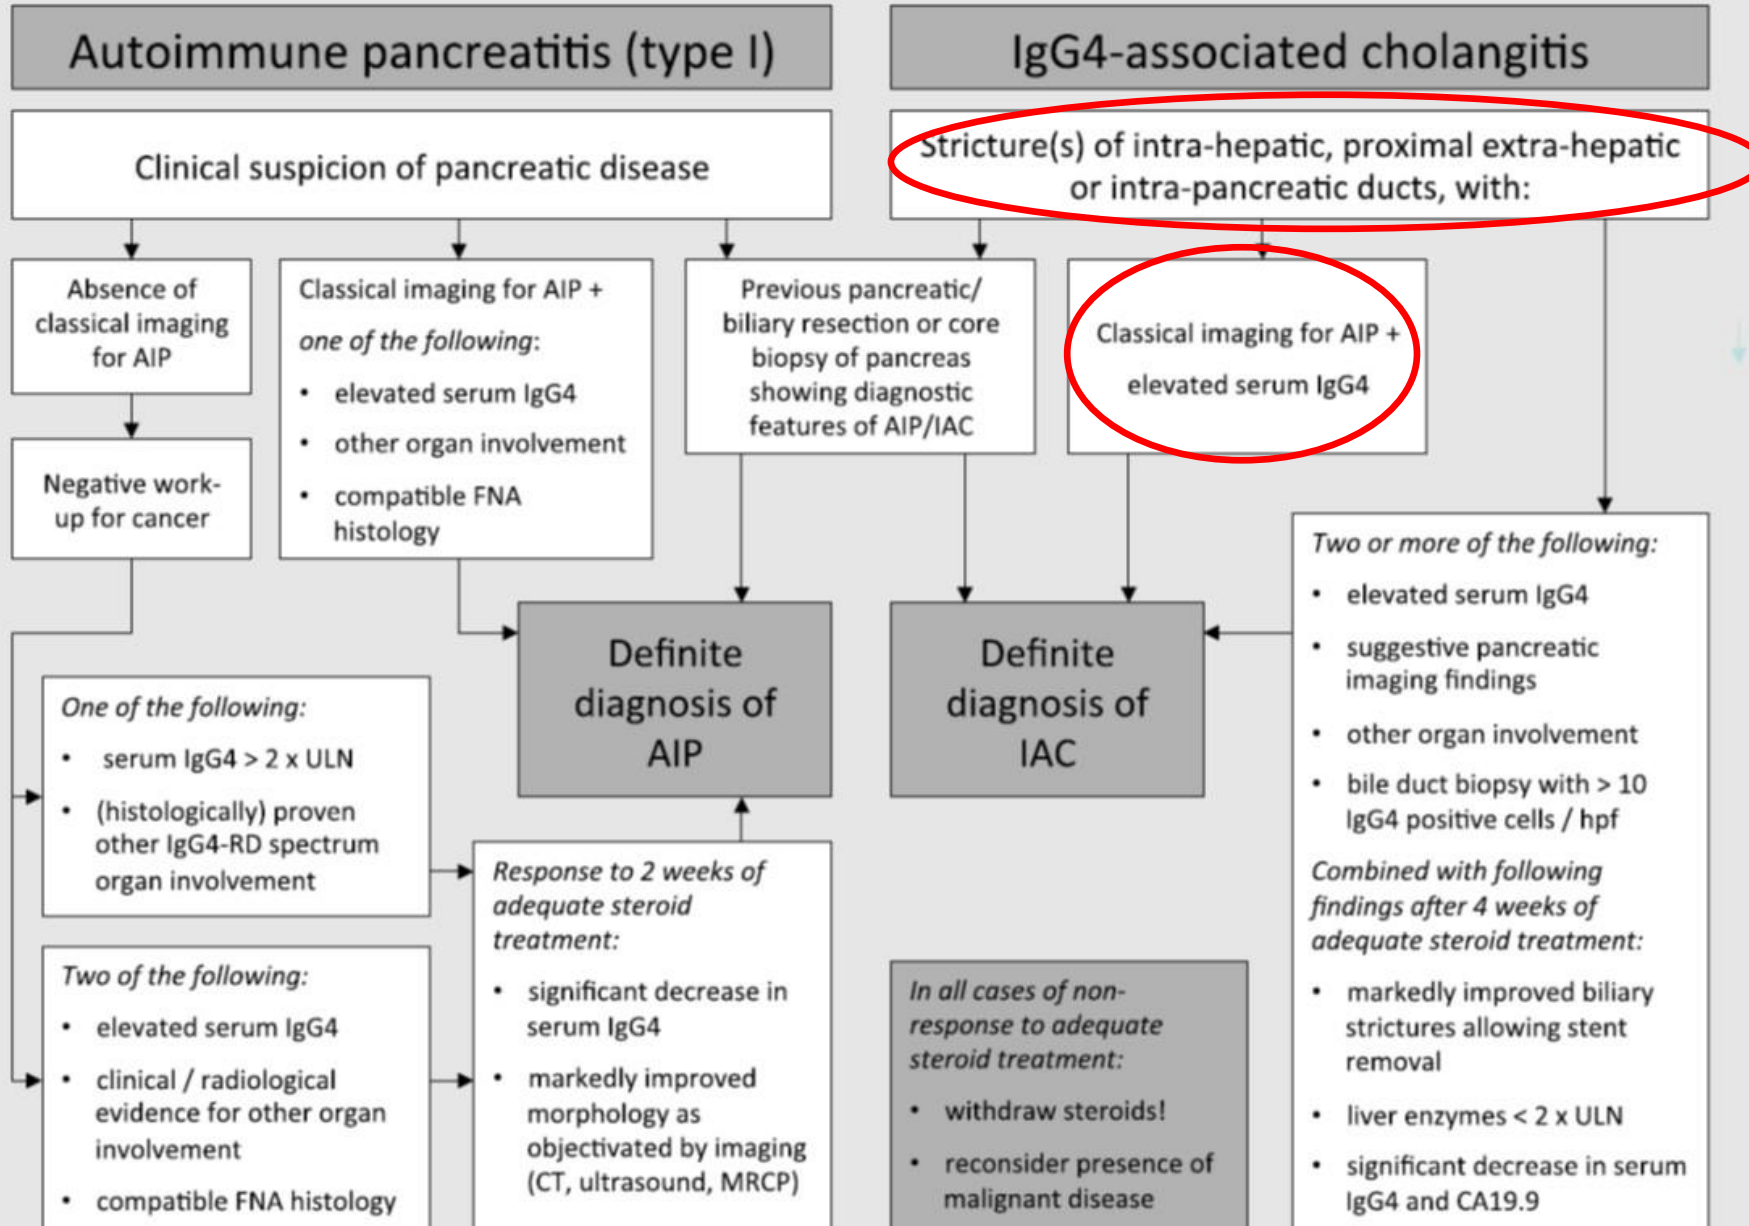 Autoimmune pancreatitis (type I)
IgG4-associated cholangitis
Clinical suspicion of pancreatic disease
Stricture(s) of intra-hepatic, proximal extra-hepatic
or intra-pancreatic ducts, with:
Absence of
classical imaging
for AIP
Classical imaging for AIP +
one of the following:
• elevated serum IgG4
• other organ involvement
• compatible FNA
histology
Previous pancreatic/
biliary resection or core
biopsy of pancreas
showing diagnostic
features of AIP/IAC
Classical imaging for AIP +
elevated serum IgG4
Negative work-
up for cancer
Two or more of the following:
• elevated serum IgG4
• suggestive pancreatic
imaging findings
• other organ involvement
• bile duct biopsy with > 10
IgG4 positive cells / hpf
Combined with following
findings after 4 weeks of
adequate steroid treatment:
• markedly improved biliary
strictures allowing stent
removal
• liver enzymes < 2 x ULN
• significant decrease in serum
IgG4 and CA19.9
Definite
diagnosis of
AIP
Definite
diagnosis of
IAC
One of the following:
• serum IgG4 > 2 x ULN
• (histologically) proven
other IgG4-RD spectrum
organ involvement
Response to 2 weeks of
adequate steroid
treatment:
• significant decrease in
serum IgG4
• markedly improved
morphology as
objectivated by imaging
(CT, ultrasound, MRCP)
Two of the following:
• elevated serum IgG4
• clinical / radiological
evidence for other organ
involvement
• compatible FNA histology
In all cases of non-
response to adequate
steroid treatment:
• withdraw steroids!
• reconsider presence of
malignant disease